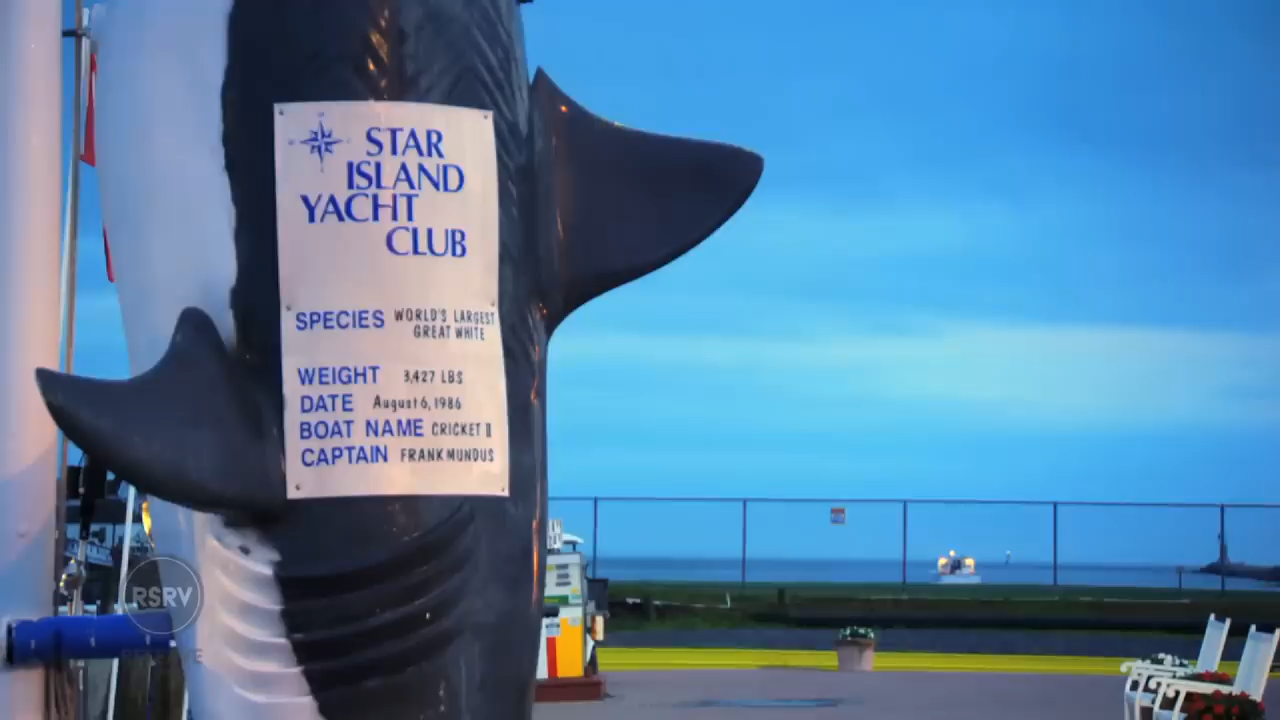 STAR
ISLAND
YACHT
CLUB
SPECIES WORLD'S LARGEST
GREAT WHITE
WEIGHT 3,427 LBS
DATE August 6, 1986
BOAT NAME CRICKET II
CAPTAIN FRANK MUNDUS
RSRV